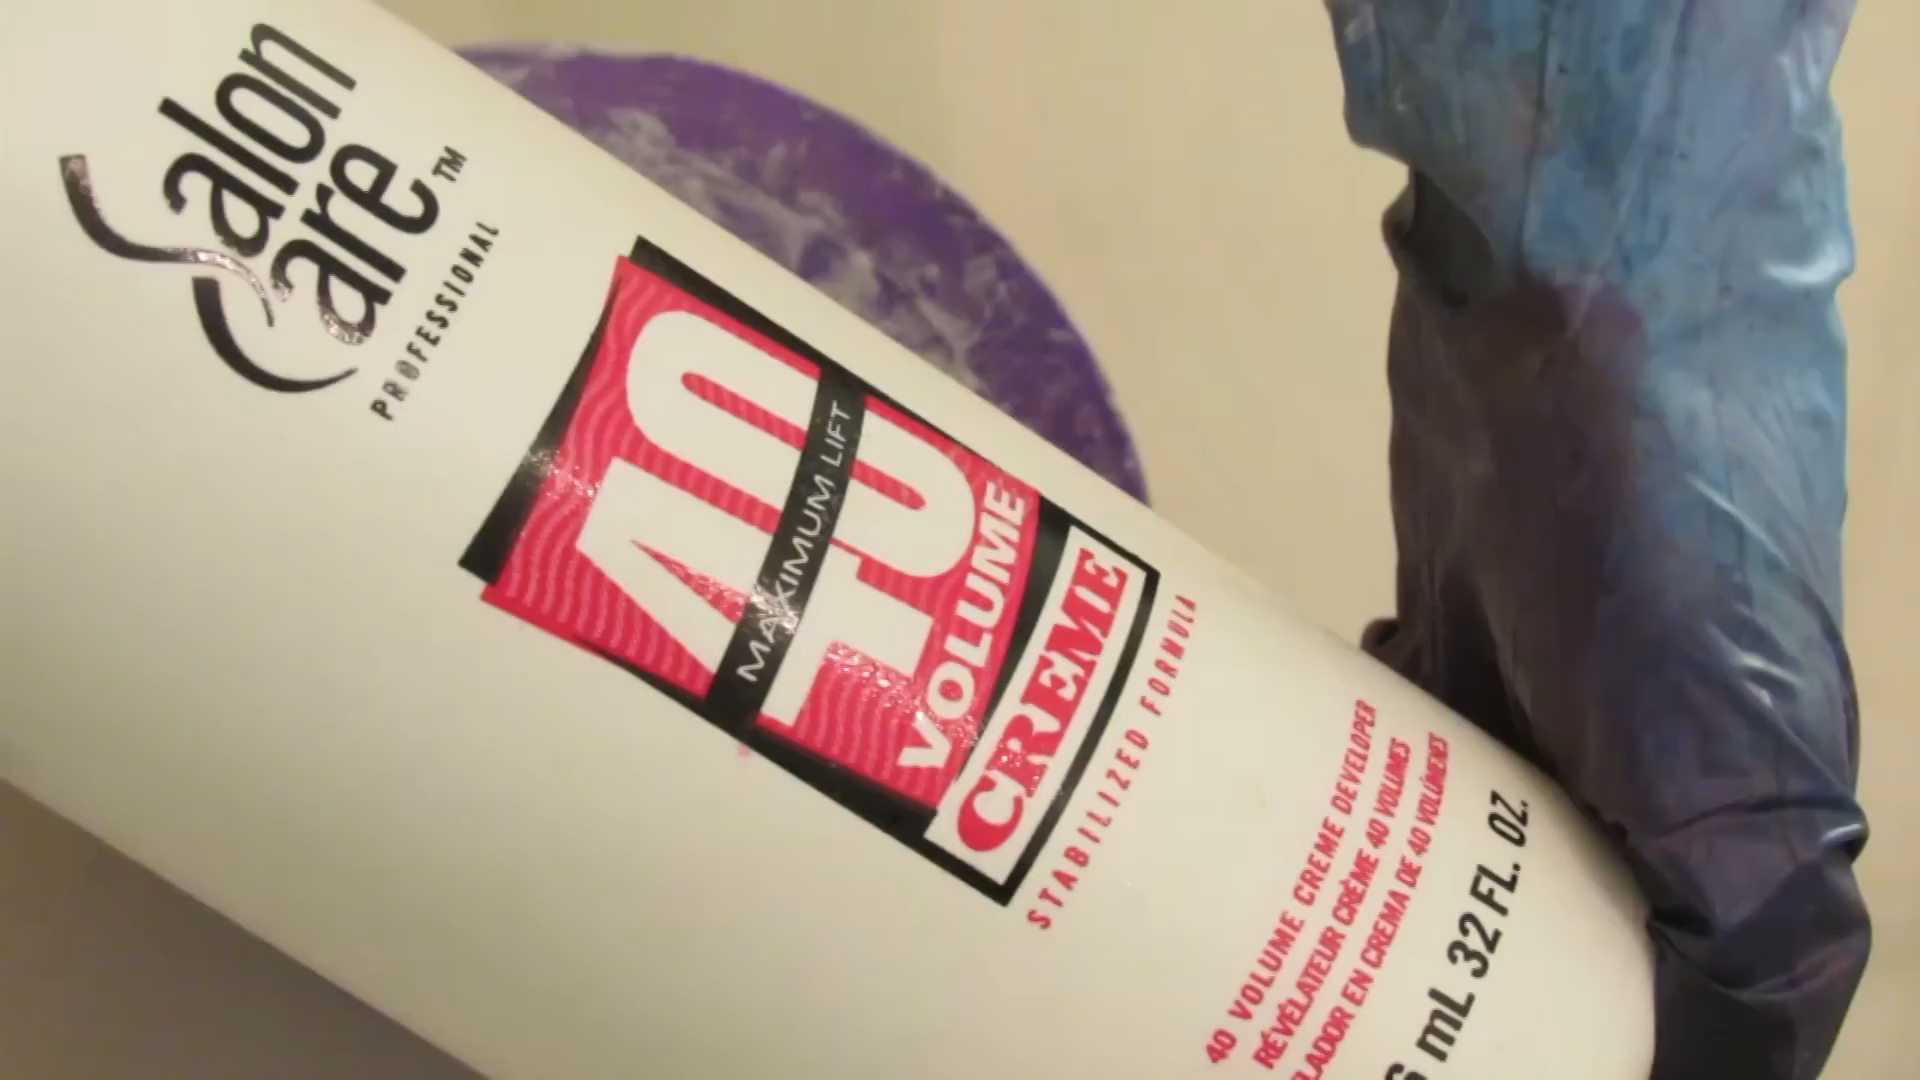 Salon
Care™
PROFESSIONAL
40
MAXIMUM LIFT
VOLUME
CREME
STABILIZED FORMULA
40 VOLUME CREME DEVELOPER
RÉVÉLATEUR CRÈME 40 VOLUMES
EN CREMA DE 40 VOLÚMENES
mL 32 FL. OZ.